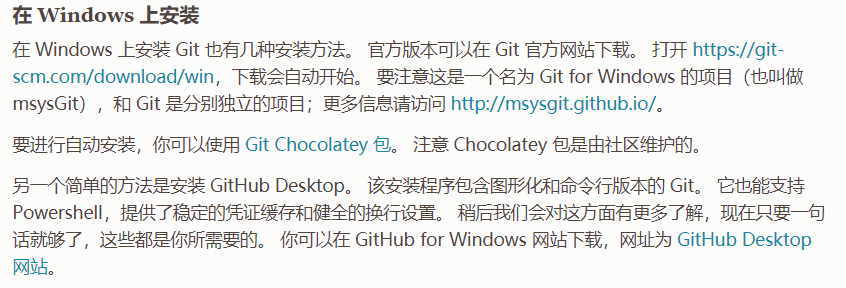 在 Windows 上安装
在 Windows 上安装 Git 也有几种安装方法。 官方版本可以在 Git 官方网站下载。 打开 https://git-
scm.com/download/win，下载会自动开始。 要注意这是一个名为 Git for Windows 的项目（也叫做
msysGit），和 Git 是分别独立的项目；更多信息请访问 http://msysgit.github.io/。
要进行自动安装，你可以使用 Git Chocolatey 包。 注意 Chocolatey 包是由社区维护的。
另一个简单的方法是安装 GitHub Desktop。 该安装程序包含图形化和命令行版本的 Git。 它也能支持
Powershell，提供了稳定的凭证缓存和健全的换行设置。 稍后我们会对这方面有更多了解，现在只要一句
话就够了，这些都是你所需要的。 你可以在 GitHub for Windows 网站下载，网址为 GitHub Desktop
网站。